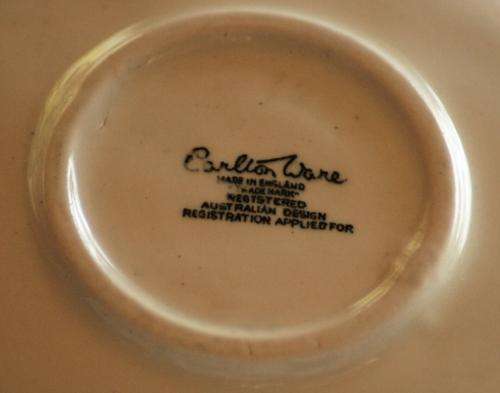 Carlton Ware
MADE IN ENGLAND
"TRADE MARK"
REGISTERED
AUSTRALIAN DESIGN
REGISTRATION APPLIED FOR